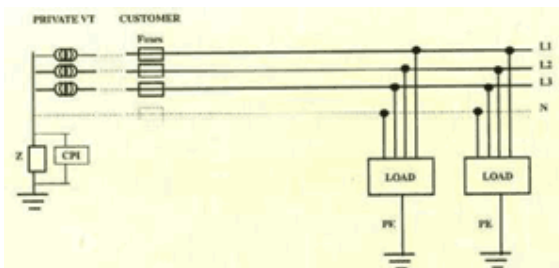 PRIVATE VT CUSTOMER
Fuses
L1
L2
L3
N
Z CPI
LOAD LOAD
PE PE